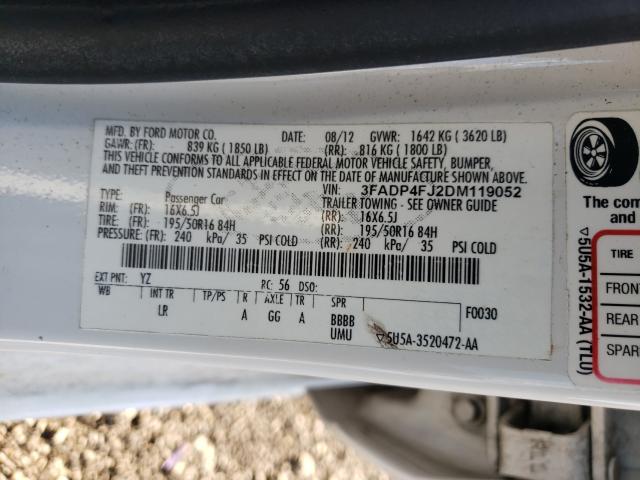 MFD. BY FORD MOTOR CO. DATE: 08/12 GVWR: 1642 KG ( 3620 LB)
GAWR: (FR): 839 KG ( 1850 LB) (RR): 816 KG ( 1800 LB)
THIS VEHICLE CONFORMS TO ALL APPLICABLE FEDERAL MOTOR VEHICLE SAFETY, BUMPER,
AND THEFT PREVENTION STANDARDS IN EFFECT ON THE DATE OF MANUFACTURE SHOWN ABOVE.
VIN: 3FADP4FJ2DM119052
TYPE: Passenger Car TRAILER TOWING - SEE OWNER GUIDE
RIM: (FR): 16X6.5J (RR): 16X6.5J
TIRE: (FR): 195/50R16 84H (RR): 195/50R16 84H
PRESSURE: (FR): 240 kPa/ 35 PSI COLD (RR): 240 kPa/ 35 PSI COLD
EXT PNT: YZ RC: 56 DSO:
WB INT TR TP/PS R AXLE TR SPR F0030
LR A GG A BBBB
UMU ▽5U5A-3520472-AA
The com
a
▽5U5A-1532-AA (TL0)
TIRE
FRONT
REAR
SPAR